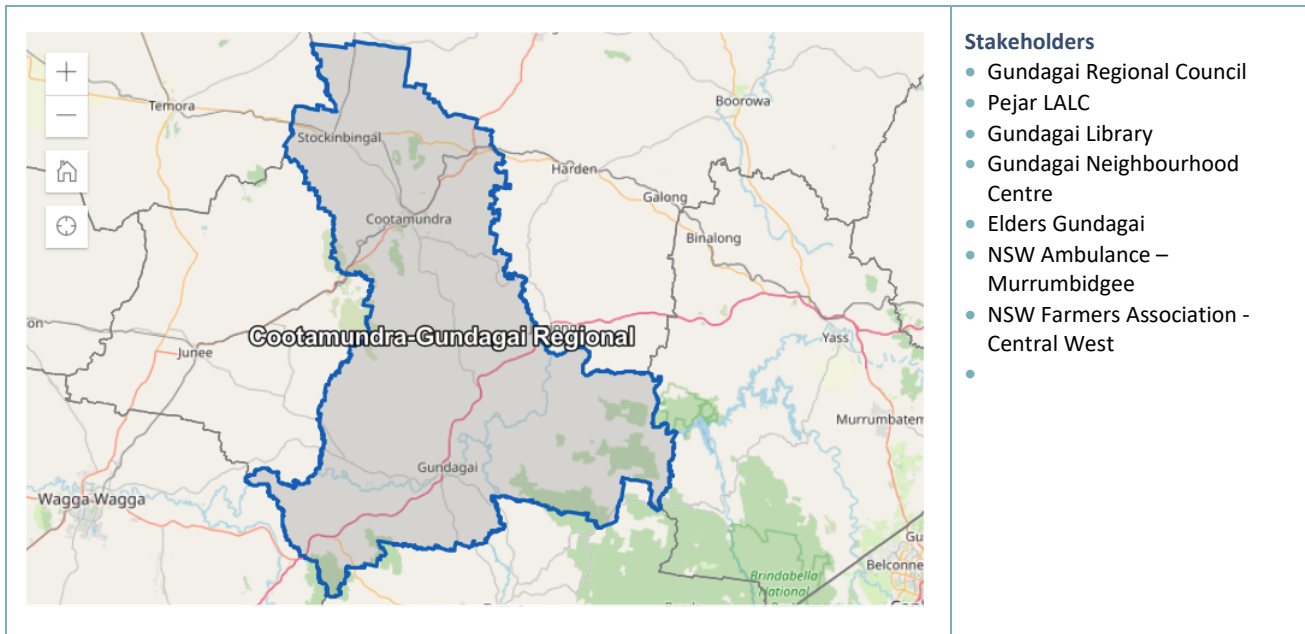 Temora
Boorowa
Stockinbingal
Harden
Galong
Cootamundra
Binalong
Cootamundra-Gundagai Regional
Junee
Yass
Murrumbatem
Gundagai
Wagga Wagga
Belconne
Brindabella
National
Stakeholders
• Gundagai Regional Council
• Pejar LALC
• Gundagai Library
• Gundagai Neighbourhood
Centre
• Elders Gundagai
• NSW Ambulance –
Murrumbidgee
• NSW Farmers Association -
Central West
•